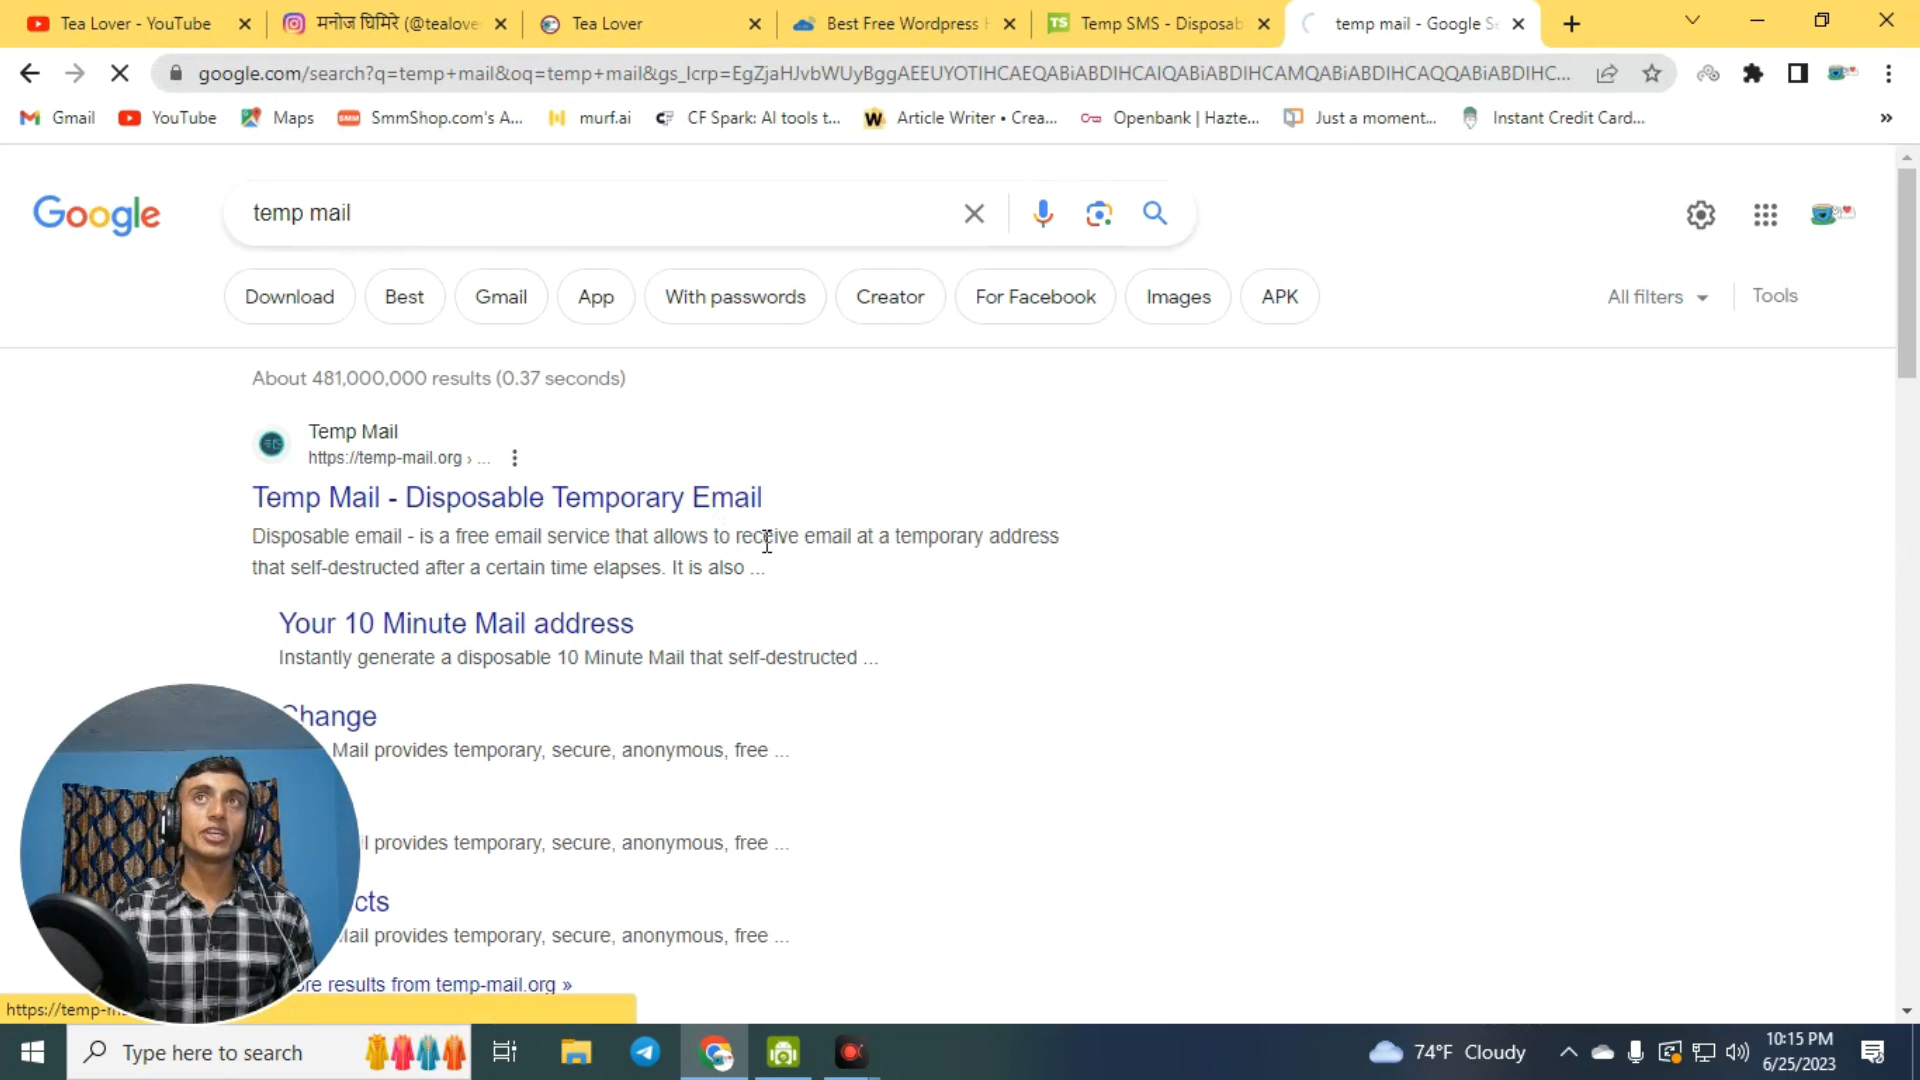 Tea Lover - YouTube
मनोज घिमिरे (@tealove
Tea Lover
Best Free Wordpress H
Temp SMS - Disposab
temp mail - Google Se
google.com/search?q=temp+mail&oq=temp+mail&gs_lcrp=EgZjaHJvbWUyBggAEEUYOTIHCAEQABiABDIHCAIQABiABDIHCAMQABiABDIHCAQQABiABDIHC...
Gmail
YouTube
Maps
SmmShop.com's A...
murf.ai
CF Spark: AI tools t...
Article Writer • Crea...
Openbank | Hazte...
Just a moment...
Instant Credit Card...
»
Google
temp mail
Download
Best
Gmail
App
With passwords
Creator
For Facebook
Images
APK
All filters
Tools
About 481,000,000 results (0.37 seconds)
Temp Mail
https://temp-mail.org › ...
Temp Mail - Disposable Temporary Email
Disposable email - is a free email service that allows to receive email at a temporary address
that self-destructed after a certain time elapses. It is also ...
Your 10 Minute Mail address
Instantly generate a disposable 10 Minute Mail that self-destructed ...
Change
Mail provides temporary, secure, anonymous, free ...
provides temporary, secure, anonymous, free ...
cts
Mail provides temporary, secure, anonymous, free ...
ore results from temp-mail.org »
https://temp-m
Type here to search
74°F Cloudy
10:15 PM
6/25/2023